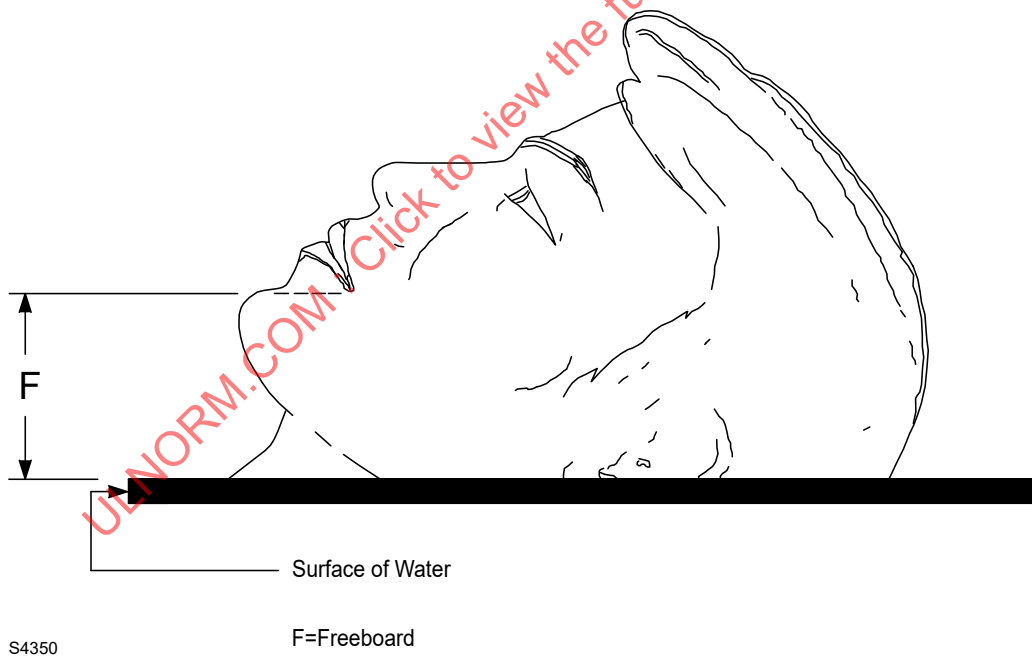 ULNORM.COM : Click to view the fu
F
Surface of Water
F=Freeboard
S4350